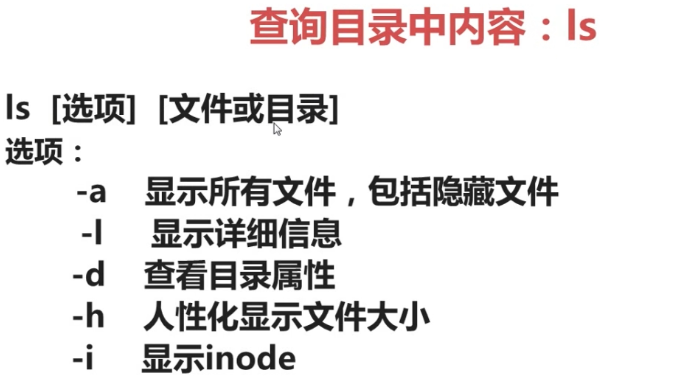 查询目录中内容：ls
ls [选项] [文件或目录]
选项：
-a 显示所有文件，包括隐藏文件
-l 显示详细信息
-d 查看目录属性
-h 人性化显示文件大小
-i 显示inode